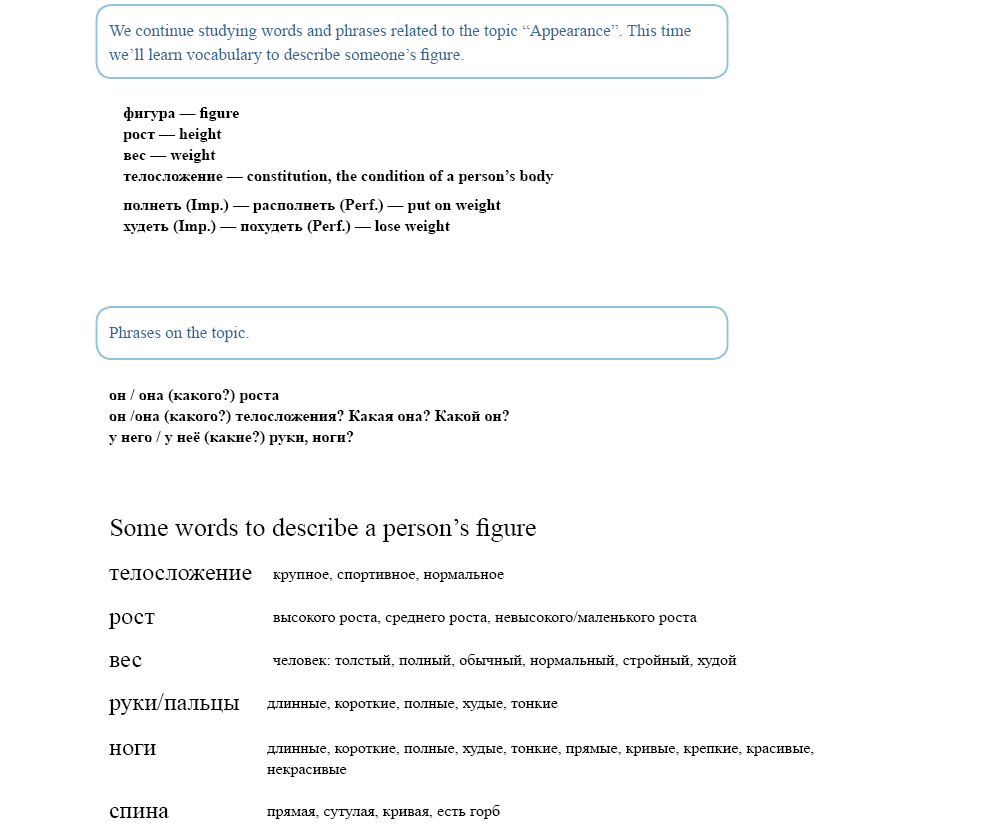 We continue studying words and phrases related to the topic “Appearance”. This time
we’ll learn vocabulary to describe someone’s figure.
фигура — figure
рост — height
вес — weight
телосложение — constitution, the condition of a person’s body
полнеть (Imp.) — располнеть (Perf.) — put on weight
худеть (Imp.) — похудеть (Perf.) — lose weight
Phrases on the topic.
он / она (какого?) роста
он /она (какого?) телосложения? Какая она? Какой он?
у него / у неё (какие?) руки, ноги?
Some words to describe a person’s figure
телосложение крупное, спортивное, нормальное
рост высокого роста, среднего роста, невысокого/маленького роста
вес человек: толстый, полный, обычный, нормальный, стройный, худой
руки/пальцы длинные, короткие, полные, худые, тонкие
ноги длинные, короткие, полные, худые, тонкие, прямые, кривые, крепкие, красивые,
некрасивые
спина прямая, сутулая, кривая, есть горб